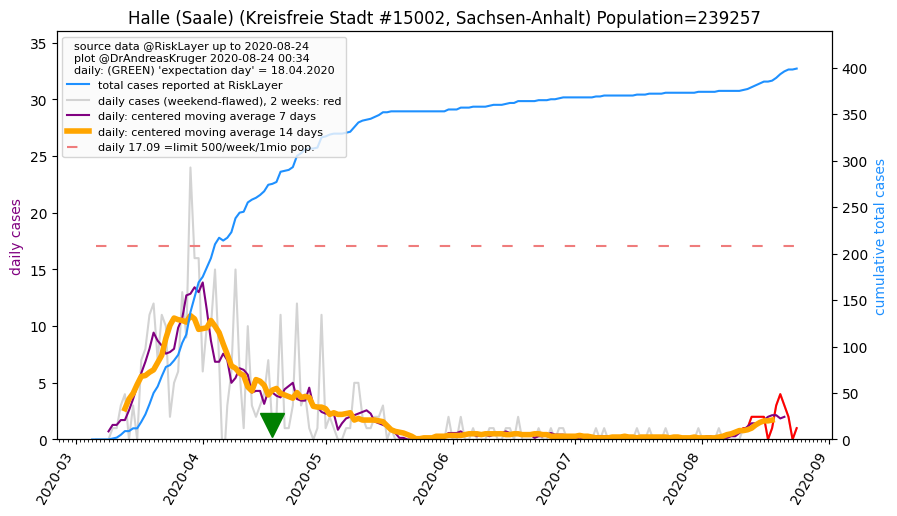 Halle (Saale) (Kreisfreie Stadt #15002, Sachsen-Anhalt) Population=239257
source data @RiskLayer up to 2020-08-24
plot @DrAndreasKruger 2020-08-24 00:34
daily: (GREEN) 'expectation day' = 18.04.2020
total cases reported at RiskLayer
daily cases (weekend-flawed), 2 weeks: red
daily: centered moving average 7 days
daily: centered moving average 14 days
daily 17.09 =limit 500/week/1mio pop.
daily cases
35
30
25
20
15
10
5
0
cumulative total cases
400
350
300
250
200
150
100
50
0
2020-03
2020-04
2020-05
2020-06
2020-07
2020-08
2020-09